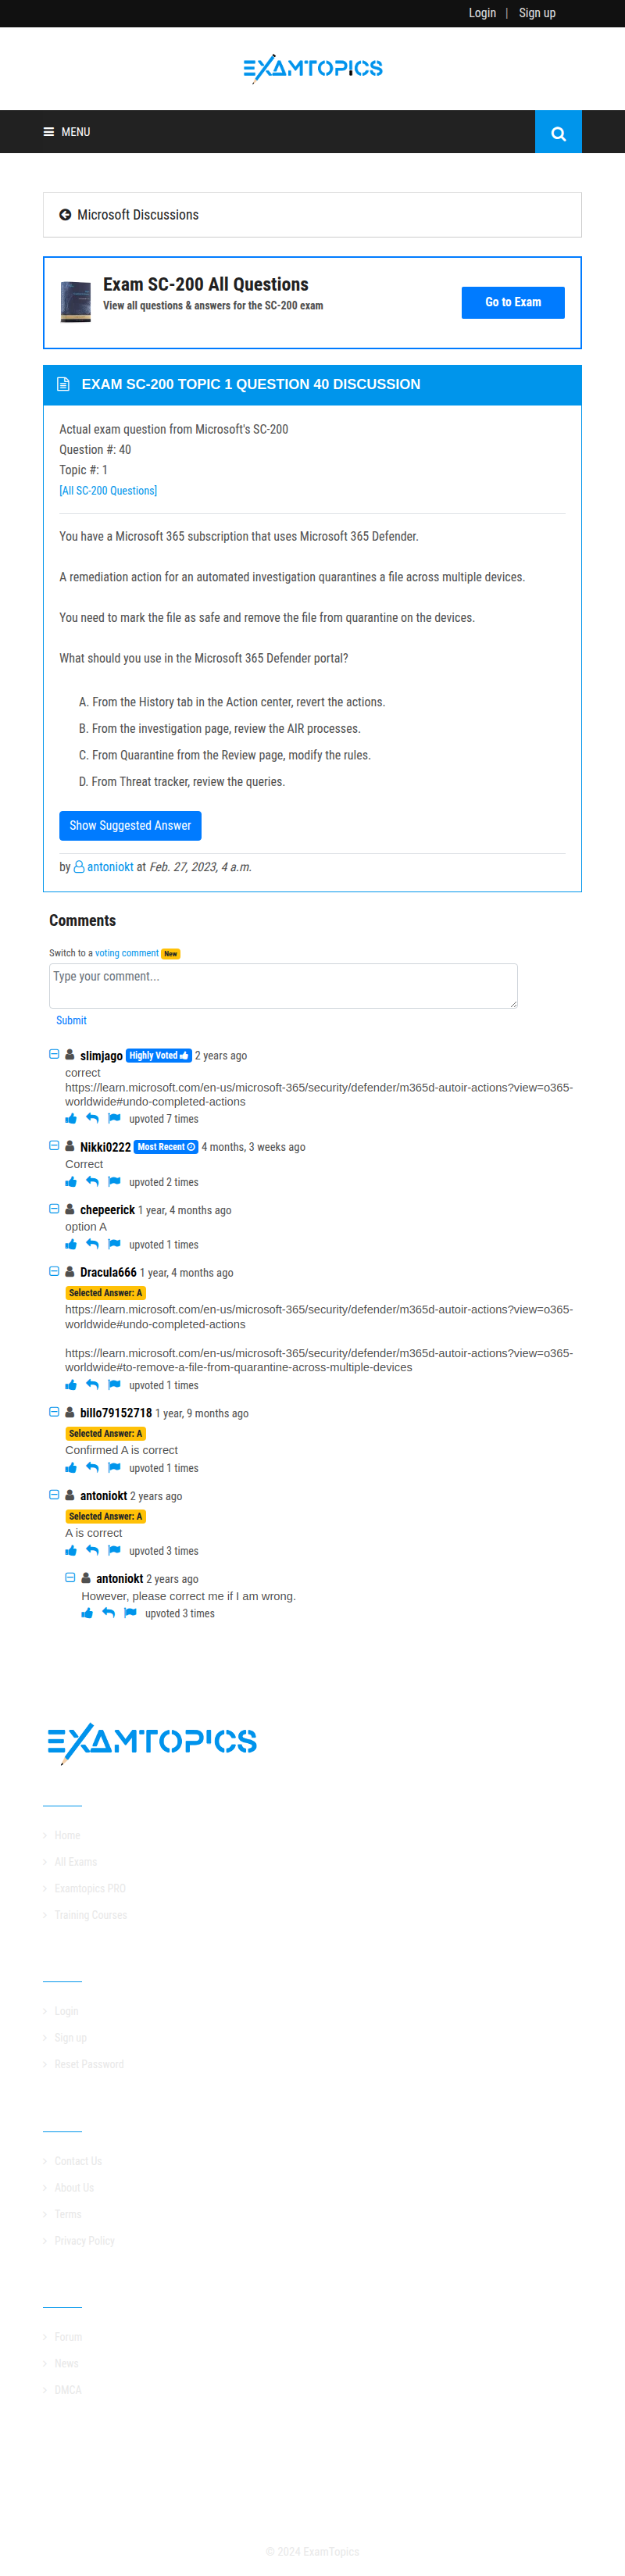 Login | Sign up
EXAMTOPICS
MENU
Microsoft Discussions
Exam SC-200 All Questions
View all questions & answers for the SC-200 exam
Go to Exam
EXAM SC-200 TOPIC 1 QUESTION 40 DISCUSSION
Actual exam question from Microsoft's SC-200
Question #: 40
Topic #: 1
[All SC-200 Questions]
You have a Microsoft 365 subscription that uses Microsoft 365 Defender.
A remediation action for an automated investigation quarantines a file across multiple devices.
You need to mark the file as safe and remove the file from quarantine on the devices.
What should you use in the Microsoft 365 Defender portal?
A. From the History tab in the Action center, revert the actions.
B. From the investigation page, review the AIR processes.
C. From Quarantine from the Review page, modify the rules.
D. From Threat tracker, review the queries.
Show Suggested Answer
by antoniokt at Feb. 27, 2023, 4 a.m.
Comments
Switch to a voting comment New
Type your comment...
Submit
slimjago Highly Voted 2 years ago
correct
https://learn.microsoft.com/en-us/microsoft-365/security/defender/m365d-autoir-actions?view=o365-
worldwide#undo-completed-actions
upvoted 7 times
Nikki0222 Most Recent 4 months, 3 weeks ago
Correct
upvoted 2 times
chepeerick 1 year, 4 months ago
option A
upvoted 1 times
Dracula666 1 year, 4 months ago
Selected Answer: A
https://learn.microsoft.com/en-us/microsoft-365/security/defender/m365d-autoir-actions?view=o365-
worldwide#undo-completed-actions
https://learn.microsoft.com/en-us/microsoft-365/security/defender/m365d-autoir-actions?view=o365-
worldwide#to-remove-a-file-from-quarantine-across-multiple-devices
upvoted 1 times
billo79152718 1 year, 9 months ago
Selected Answer: A
Confirmed A is correct
upvoted 1 times
antoniokt 2 years ago
Selected Answer: A
A is correct
upvoted 3 times
antoniokt 2 years ago
However, please correct me if I am wrong.
upvoted 3 times
EXAMTOPICS
Home
All Exams
Examtopics PRO
Training Courses
Login
Sign up
Reset Password
Contact Us
About Us
Terms
Privacy Policy
Forum
News
DMCA
© 2024 ExamTopics